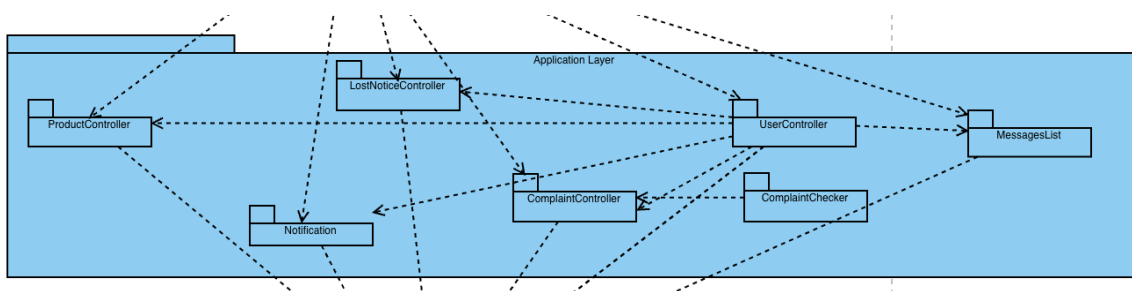 Application Layer
LostNoticeController
ProductController
UserController
MessagesList
ComplaintController
ComplaintChecker
Notification